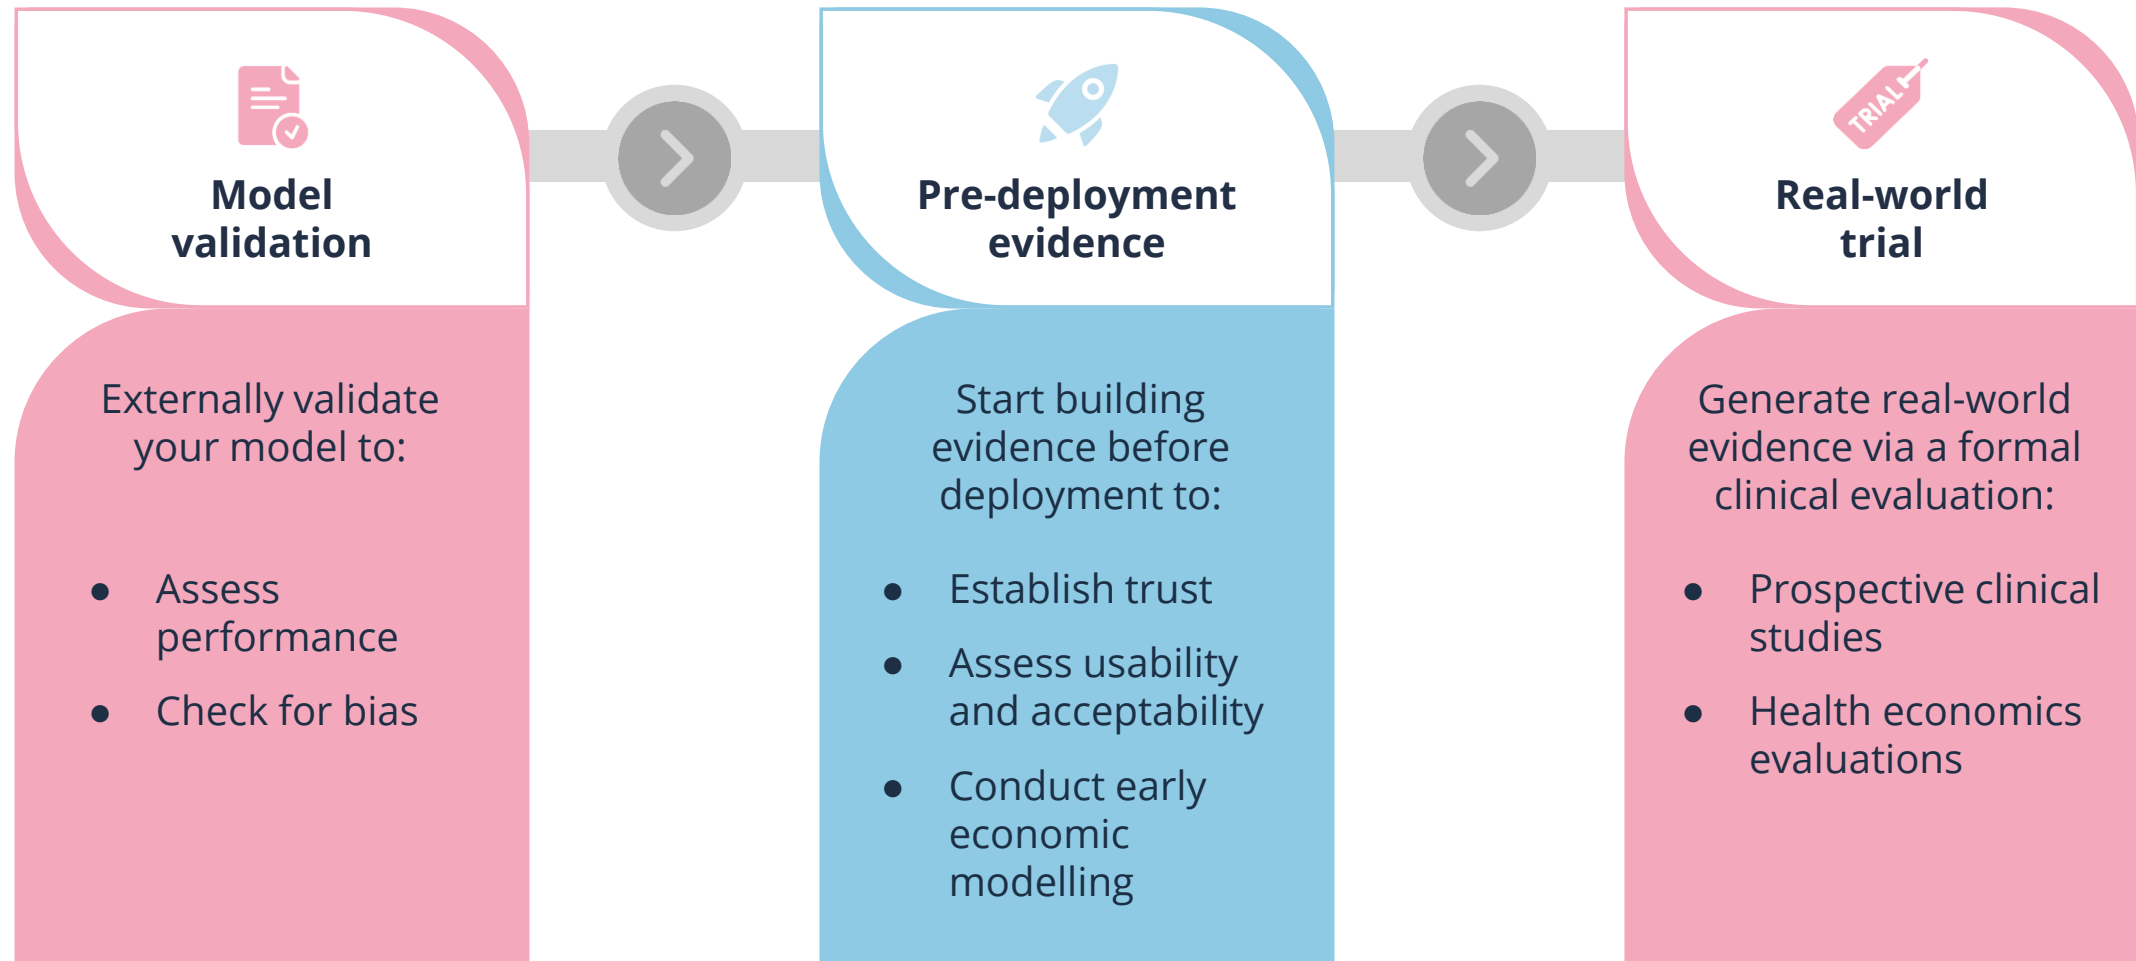 Model
validation
Externally validate
your model to:
● Assess
performance
● Check for bias
Pre-deployment
evidence
Start building
evidence before
deployment to:
● Establish trust
● Assess usability
and acceptability
● Conduct early
economic
modelling
TRIAL
Real-world
trial
Generate real-world
evidence via a formal
clinical evaluation:
● Prospective clinical
studies
● Health economics
evaluations